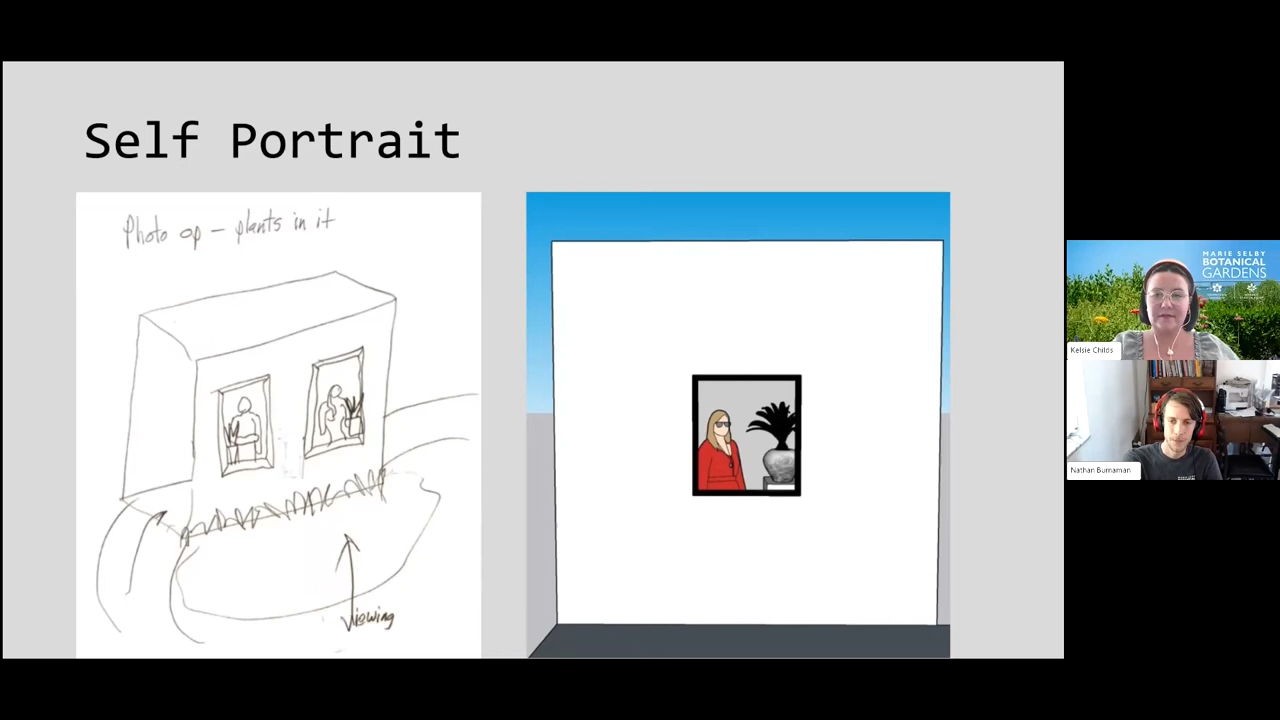 Self Portrait
Photo op – plants in it
Viewing
MARIE SELBY
BOTANICAL
GARDENS
Kelsie Childs
Nathan Burnaman